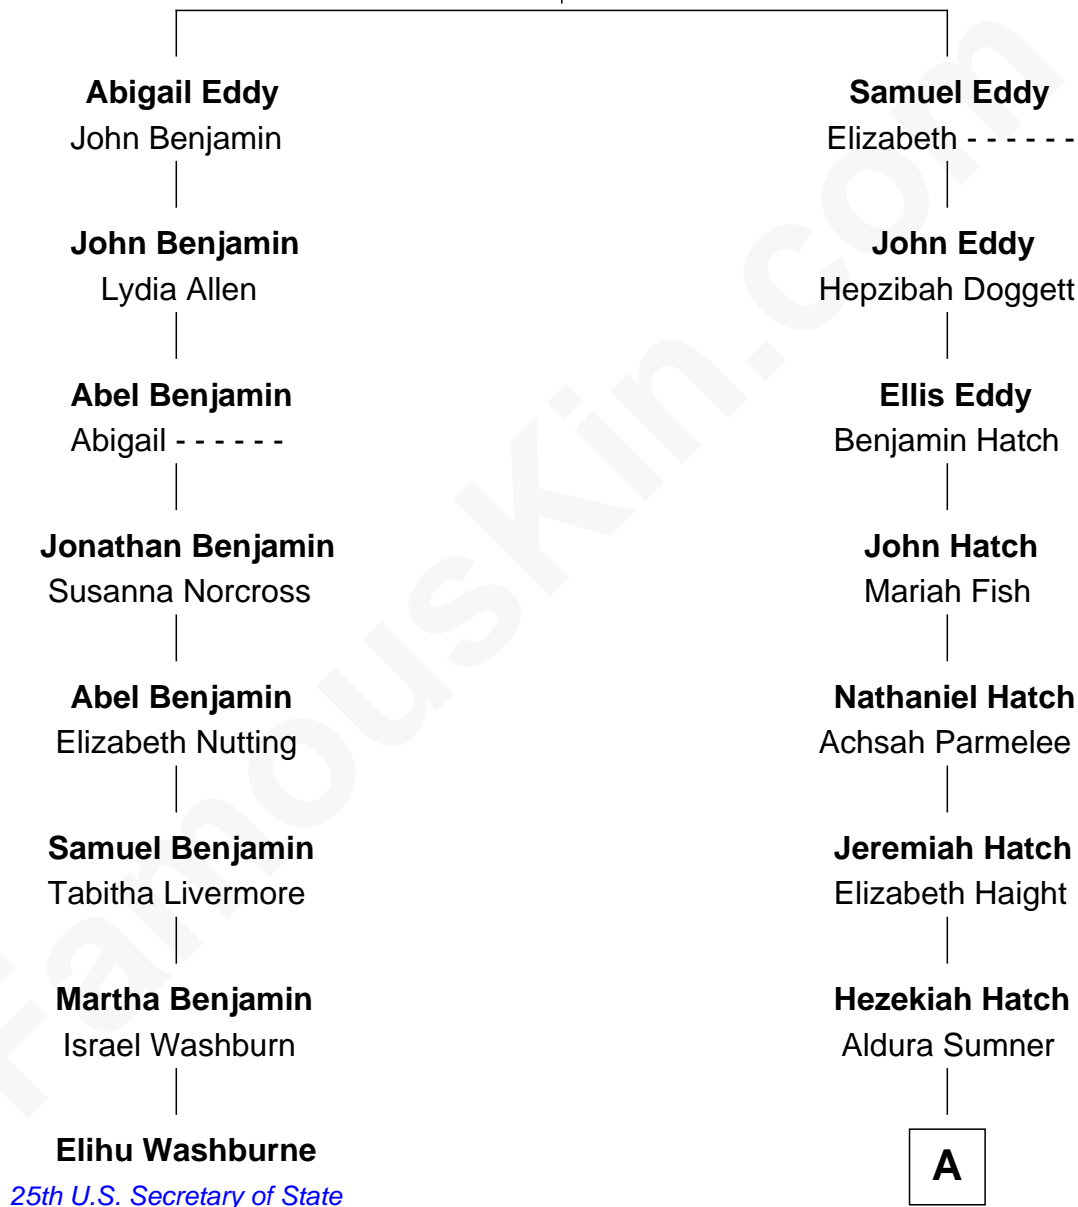 Abigail Eddy
John Benjamin
John Benjamin
Lydia Allen
Abel Benjamin
Abigail - - - - - -
Jonathan Benjamin
Susanna Norcross
Abel Benjamin
Elizabeth Nutting
Samuel Benjamin
Tabitha Livermore
Martha Benjamin
Israel Washburn
Elihu Washburne
25th U.S. Secretary of State
Samuel Eddy
Elizabeth - - - - - -
John Eddy
Hepzibah Doggett
Ellis Eddy
Benjamin Hatch
John Hatch
Mariah Fish
Nathaniel Hatch
Achsah Parmelee
Jeremiah Hatch
Elizabeth Haight
Hezekiah Hatch
Aldura Sumner
A
FamousKin.com